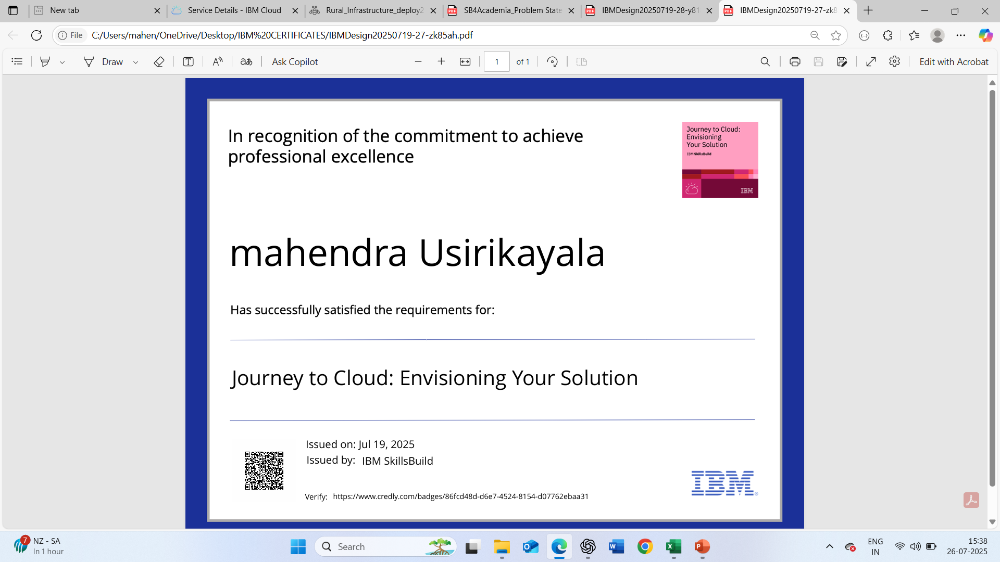 New tab
Service Details - IBM Cloud
Rural_Infrastructure_deploy2
SB4Academia_Problem State
IBMDesign20250719-28-y81
IBMDesign20250719-27-zk8
File
C:/Users/mahen/OneDrive/Desktop/IBM%20CERTIFICATES/IBMDesign20250719-27-zk85ah.pdf
Draw
Ask Copilot
1 of 1
Edit with Acrobat
In recognition of the commitment to achieve
professional excellence
Journey to Cloud:
Envisioning
Your Solution
IBM SkillsBuild
IBM
mahendra Usirikayala
Has successfully satisfied the requirements for:
Journey to Cloud: Envisioning Your Solution
Issued on: Jul 19, 2025
Issued by: IBM SkillsBuild
Verify: https://www.credly.com/badges/86fcd48d-d6e7-4524-8154-d07762ebaa31
IBM®
7
NZ - SA
In 1 hour
Search
ENG
IN
15:38
26-07-2025